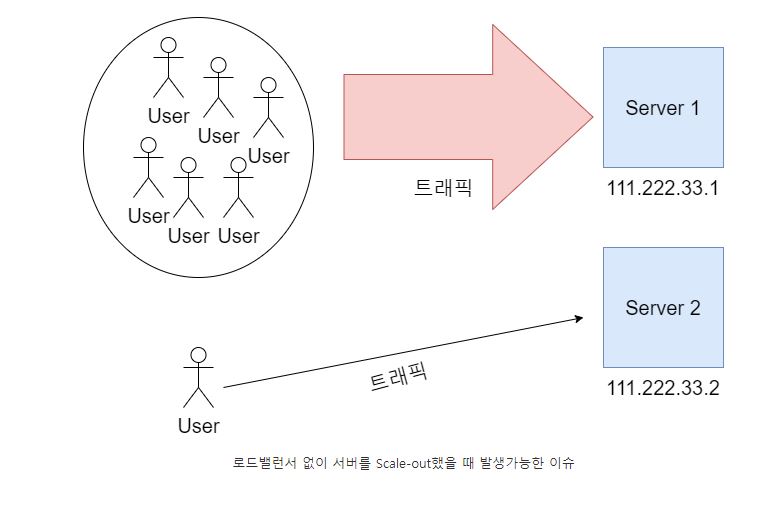 User
User
User
User
User
User
트래픽
Server 1
111.222.33.1
User
트래픽
Server 2
111.222.33.2
로드밸런서 없이 서버를 Scale-out했을 때 발생가능한 이슈